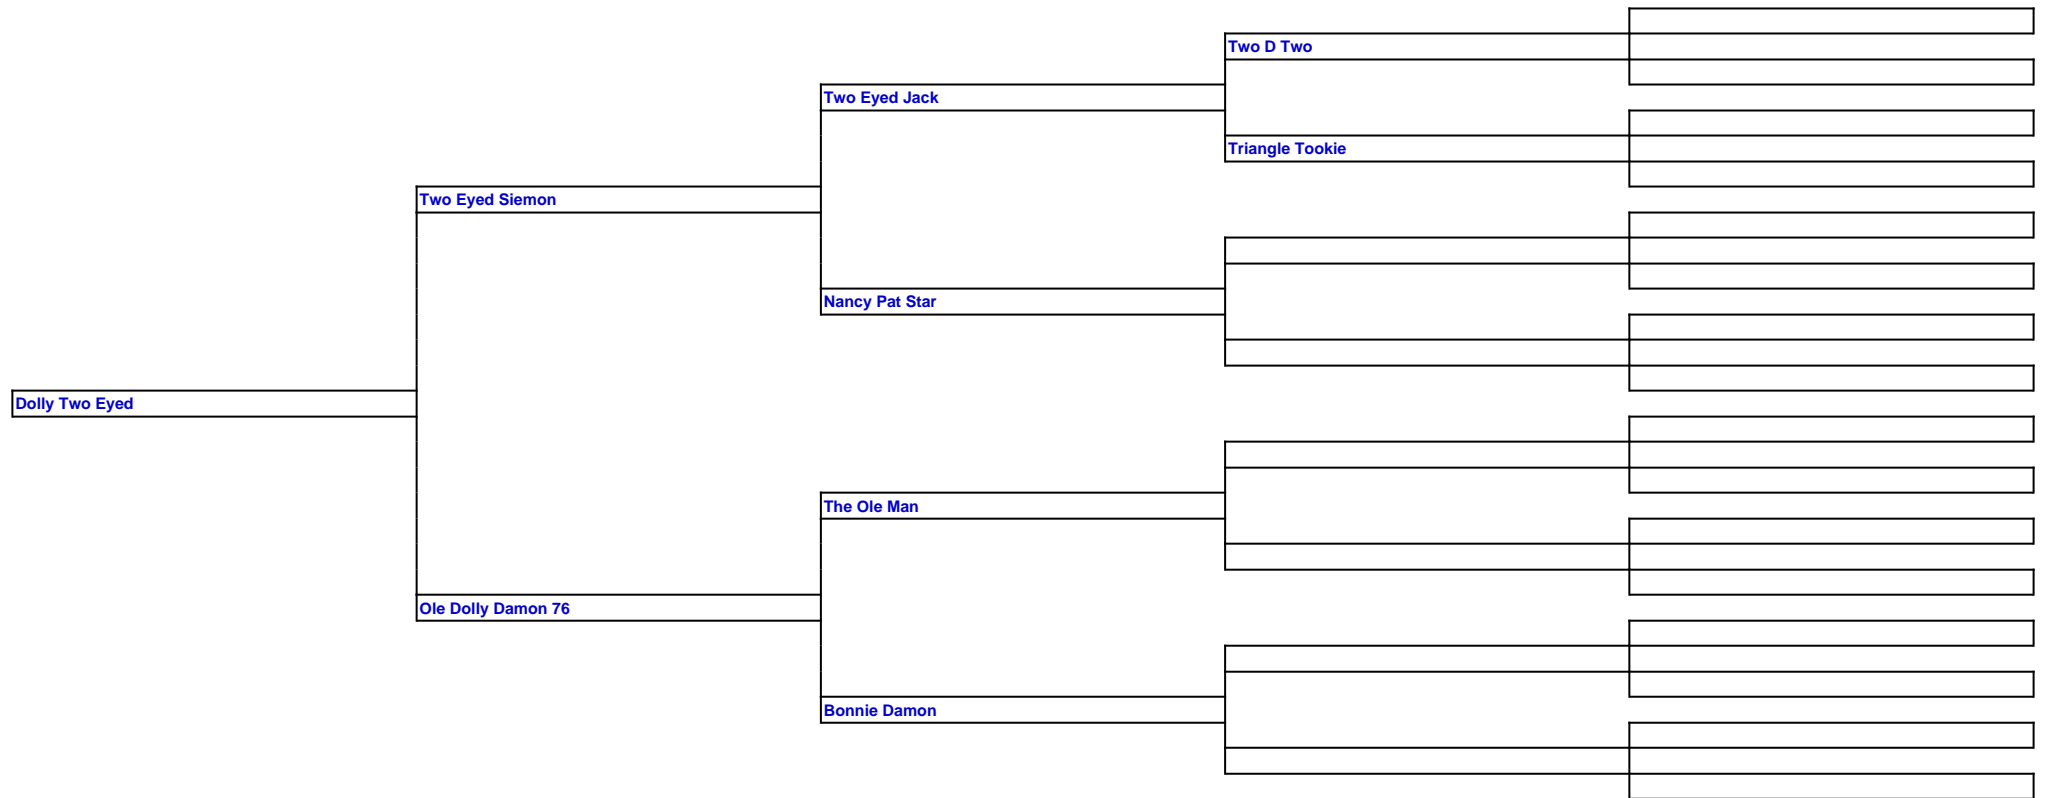 Two D Two
Two Eyed Jack
Triangle Tookie
Two Eyed Siemon
Nancy Pat Star
Dolly Two Eyed
The Ole Man
Ole Dolly Damon 76
Bonnie Damon